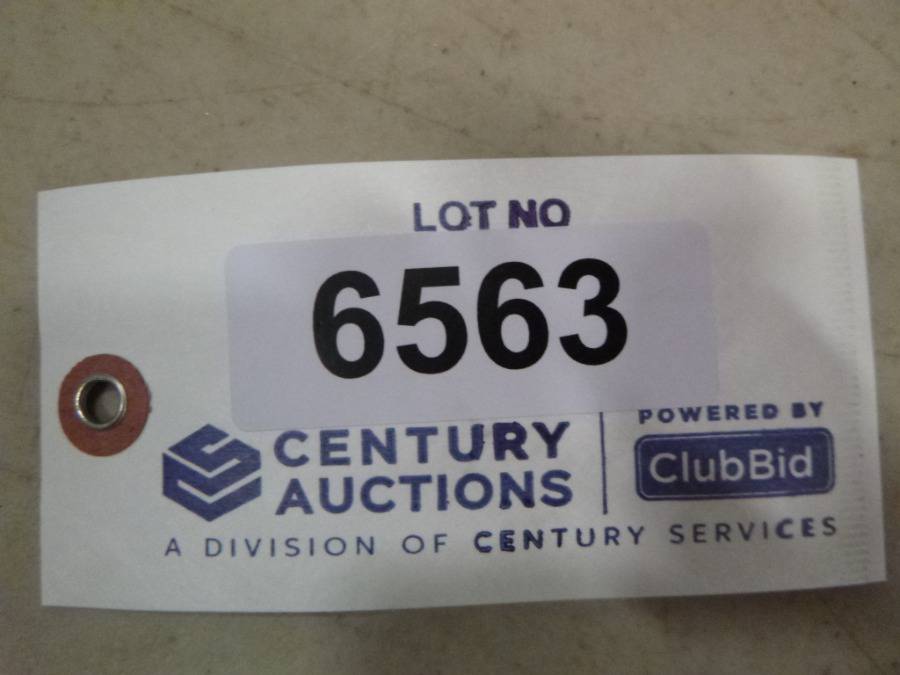 LOT NO
6563
CENTURY
AUCTIONS
POWERED BY
ClubBid
A DIVISION OF CENTURY SERVICES